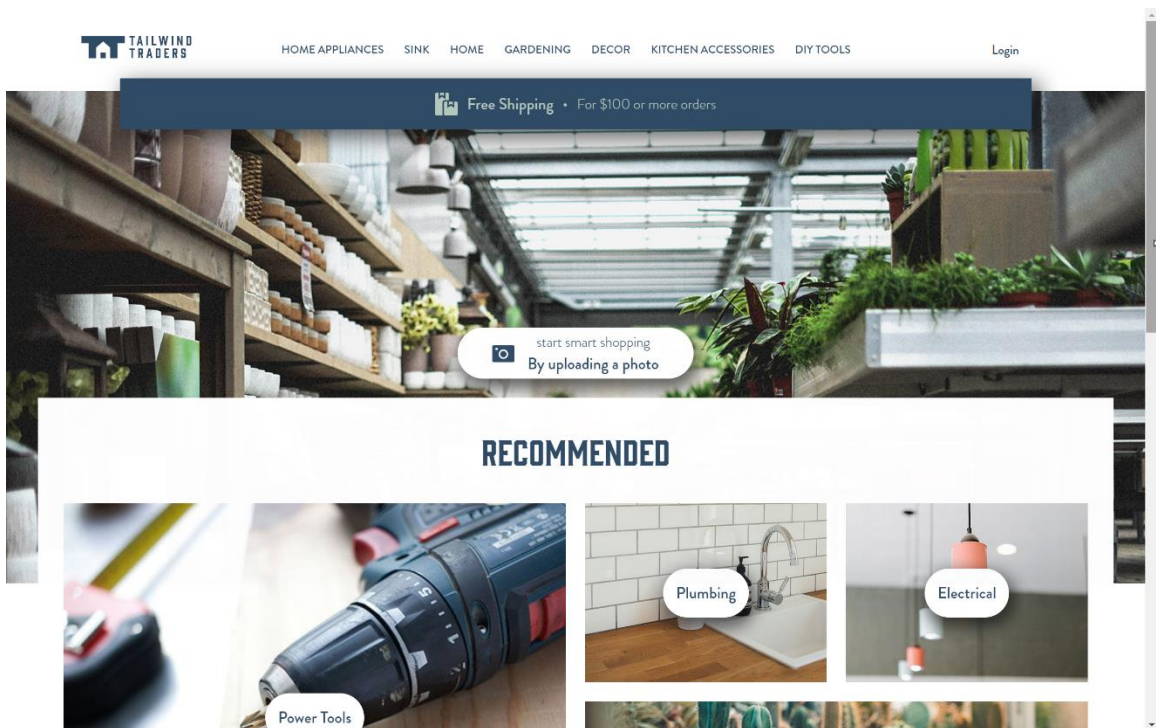 TAILWIND
TRADERS
HOME APPLIANCES SINK HOME GARDENING DECOR KITCHEN ACCESSORIES DIY TOOLS Login
Free Shipping • For $100 or more orders
start smart shopping
By uploading a photo
RECOMMENDED
Plumbing
Electrical
Power Tools